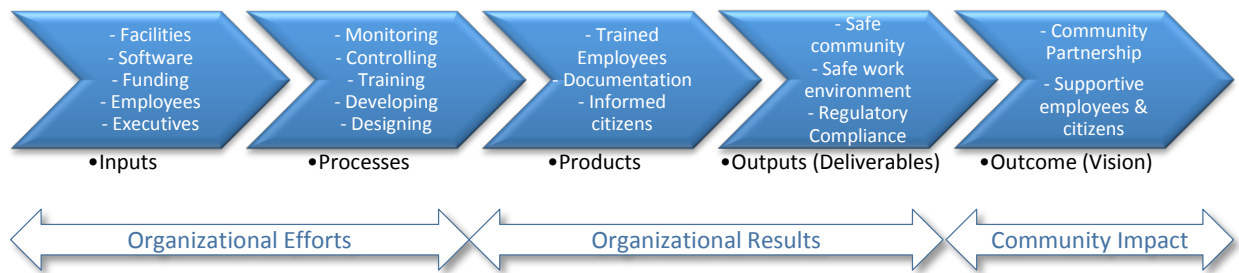 - Facilities
- Software
- Funding
- Employees
- Executives
•Inputs
- Monitoring
- Controlling
- Training
- Developing
- Designing
•Processes
- Trained
Employees
- Documentation
- Informed
citizens
•Products
- Safe
community
- Safe work
environment
- Regulatory
Compliance
•Outputs (Deliverables)
- Community
Partnership
- Supportive
employees &
citizens
•Outcome (Vision)
Organizational Efforts
Organizational Results
Community Impact